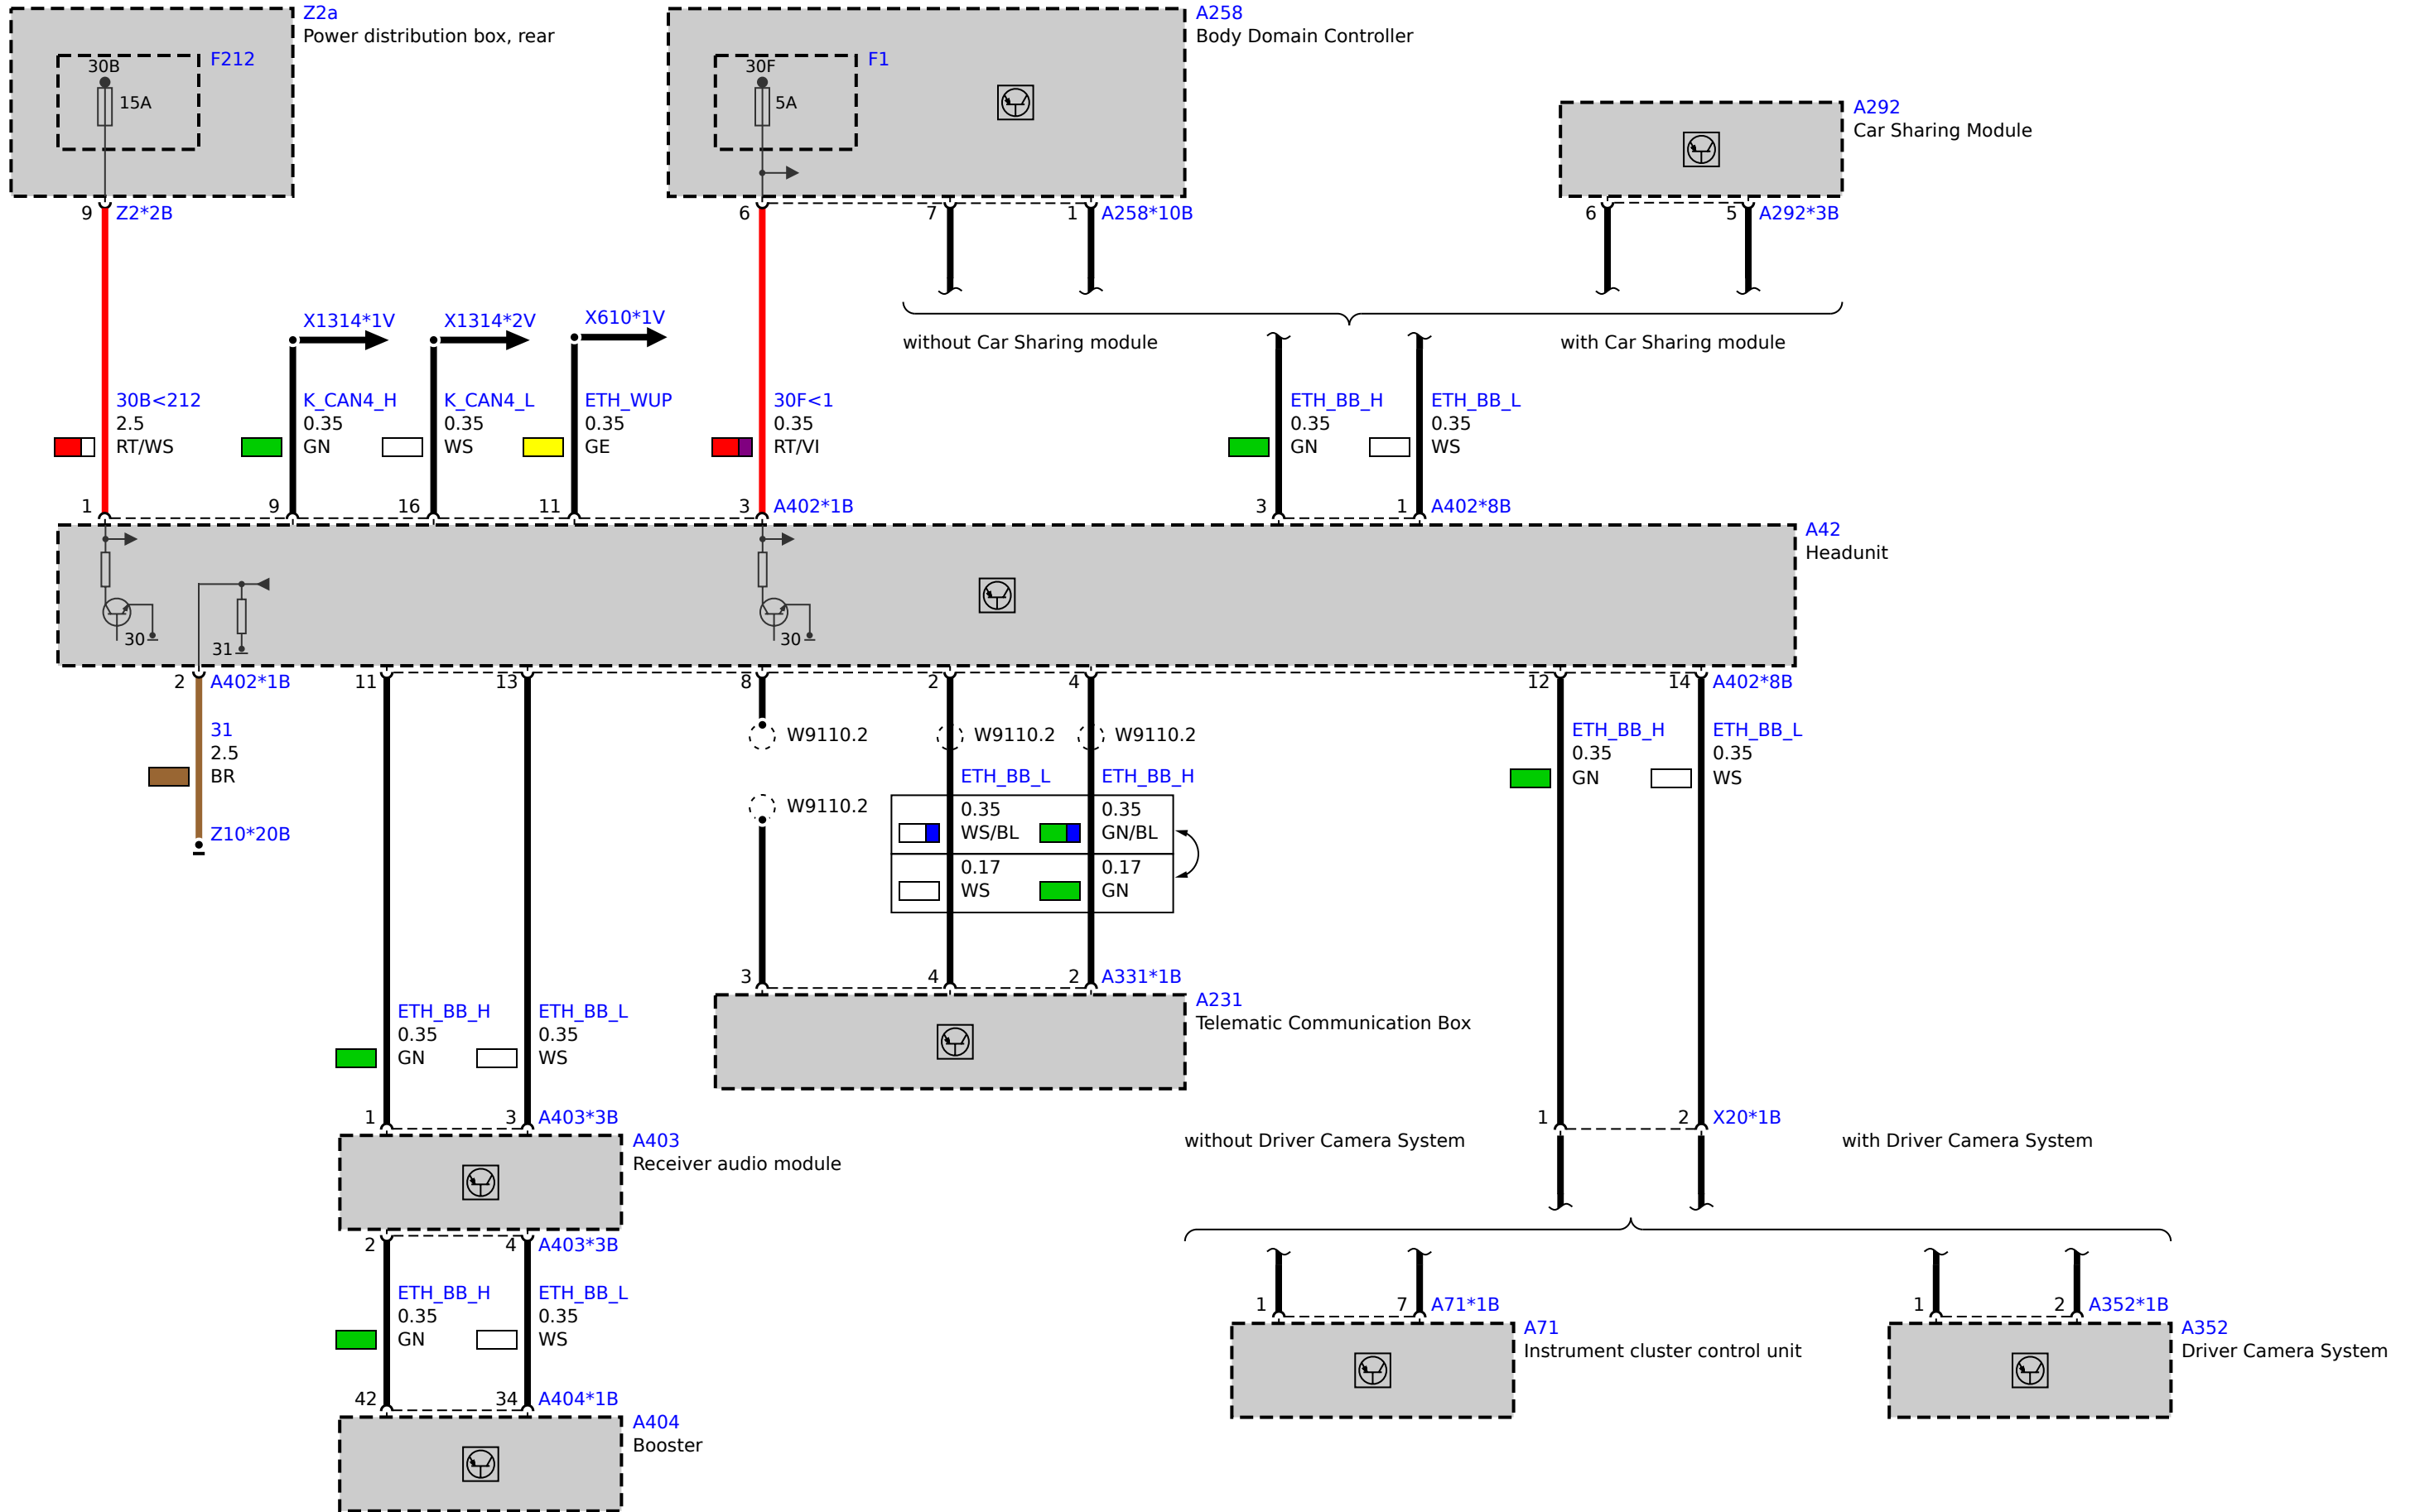 Z2a
Power distribution box, rear
F212
30B
15A
A258
Body Domain Controller
F1
30F
5A
A292
Car Sharing Module
9 Z2*2B
6 7 1 A258*10B
6 5 A292*3B
X1314*1V
X1314*2V
X610*1V
without Car Sharing module
with Car Sharing module
30B<212
2.5
RT/WS
K_CAN4_H
0.35
GN
K_CAN4_L
0.35
WS
ETH_WUP
0.35
GE
30F<1
0.35
RT/VI
ETH_BB_H
0.35
GN
ETH_BB_L
0.35
WS
1 9 16 11 3 A402*1B
3 1 A402*8B
A42
Headunit
30
31
30
2 A402*1B
11 13 8 2 4 12 14 A402*8B
31
2.5
BR
Z10*20B
W9110.2
W9110.2
W9110.2
W9110.2
ETH_BB_L
0.35
WS/BL
0.17
WS
ETH_BB_H
0.35
GN/BL
0.17
GN
ETH_BB_H
0.35
GN
ETH_BB_L
0.35
WS
3 4 2 A331*1B
A231
Telematic Communication Box
ETH_BB_H
0.35
GN
ETH_BB_L
0.35
WS
1 3 A403*3B
A403
Receiver audio module
1 2 X20*1B
without Driver Camera System
with Driver Camera System
2 4 A403*3B
ETH_BB_H
0.35
GN
ETH_BB_L
0.35
WS
1 7 A71*1B
A71
Instrument cluster control unit
1 2 A352*1B
A352
Driver Camera System
42 34 A404*1B
A404
Booster